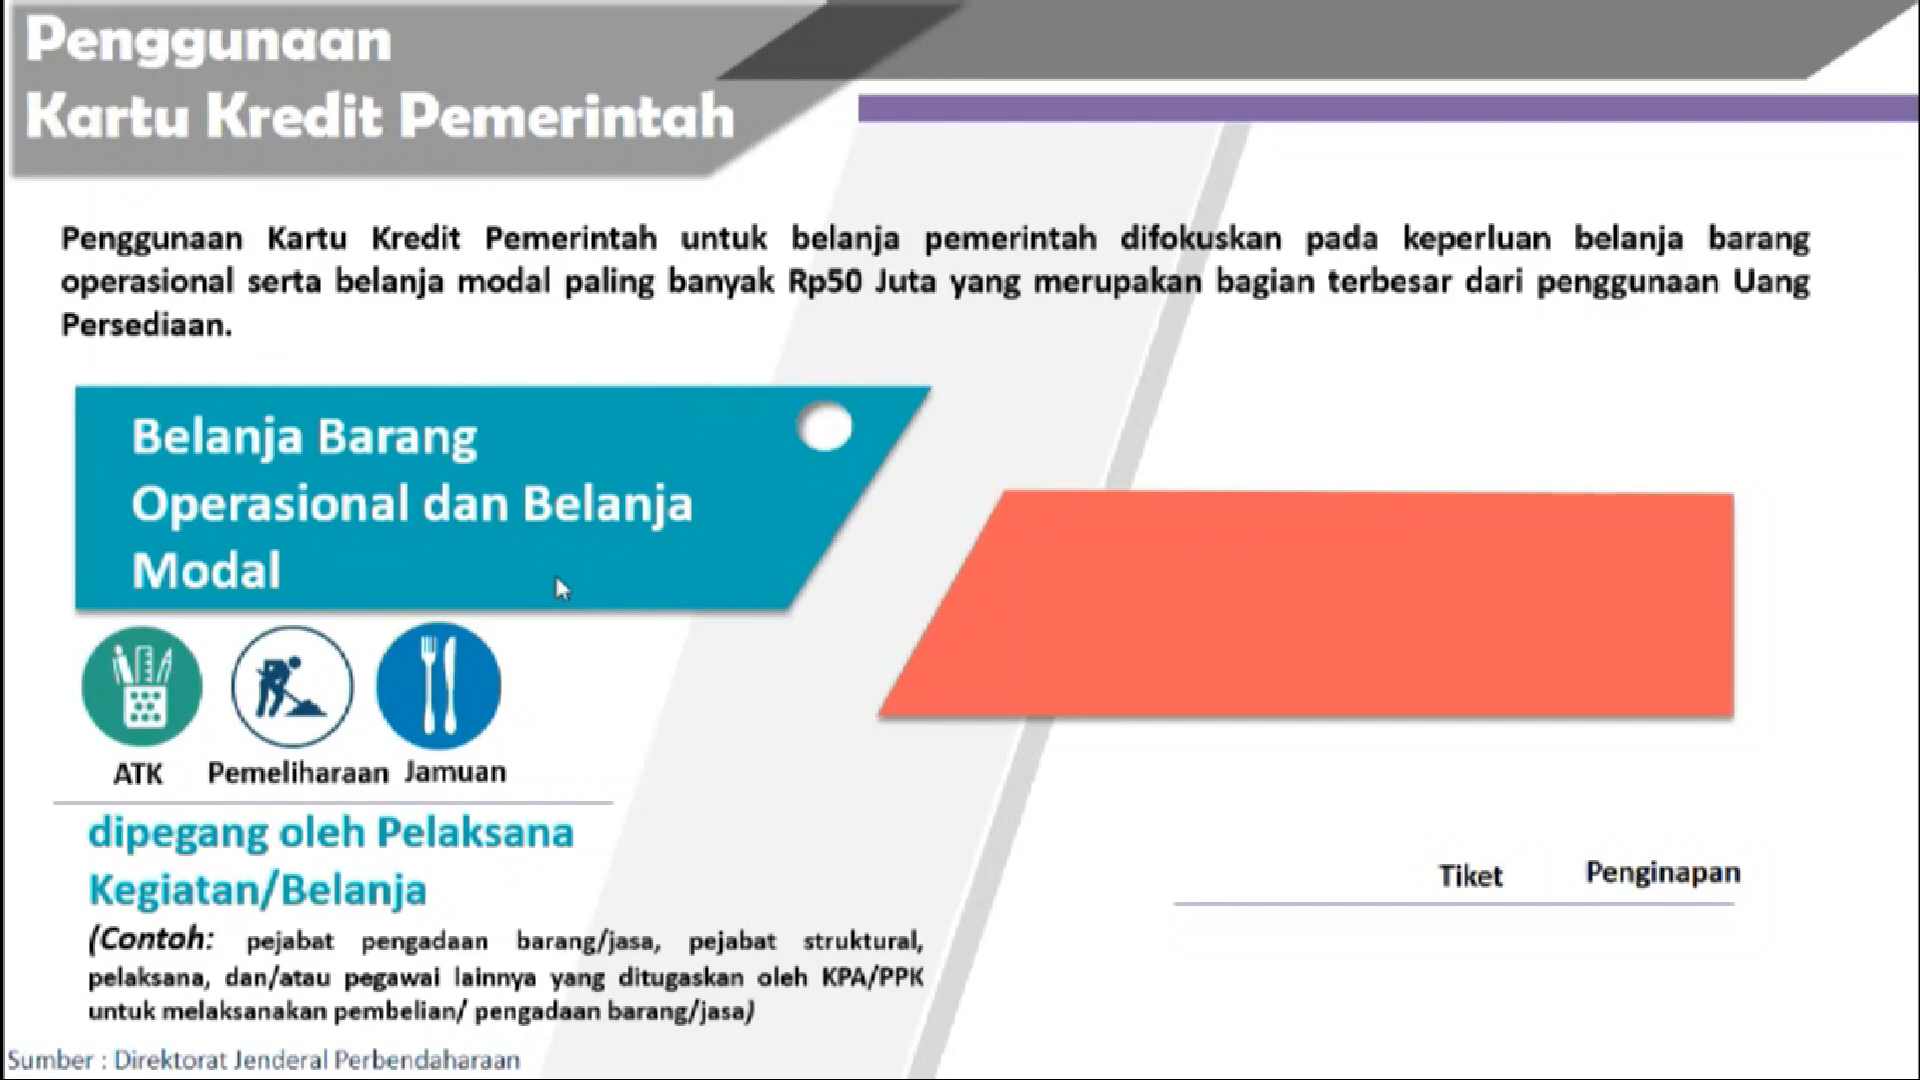 Penggunaan
Kartu Kredit Pemerintah
Penggunaan Kartu Kredit Pemerintah untuk belanja pemerintah difokuskan pada keperluan belanja barang
operasional serta belanja modal paling banyak Rp50 Juta yang merupakan bagian terbesar dari penggunaan Uang
Persediaan.
Belanja Barang
Operasional dan Belanja
Modal
ATK
Pemeliharaan
Jamuan
dipegang oleh Pelaksana
Kegiatan/Belanja
(Contoh: pejabat pengadaan barang/jasa, pejabat struktural,
pelaksana, dan/atau pegawai lainnya yang ditugaskan oleh KPA/PPK
untuk melaksanakan pembelian/ pengadaan barang/jasa)
Tiket
Penginapan
Sumber : Direktorat Jenderal Perbendaharaan